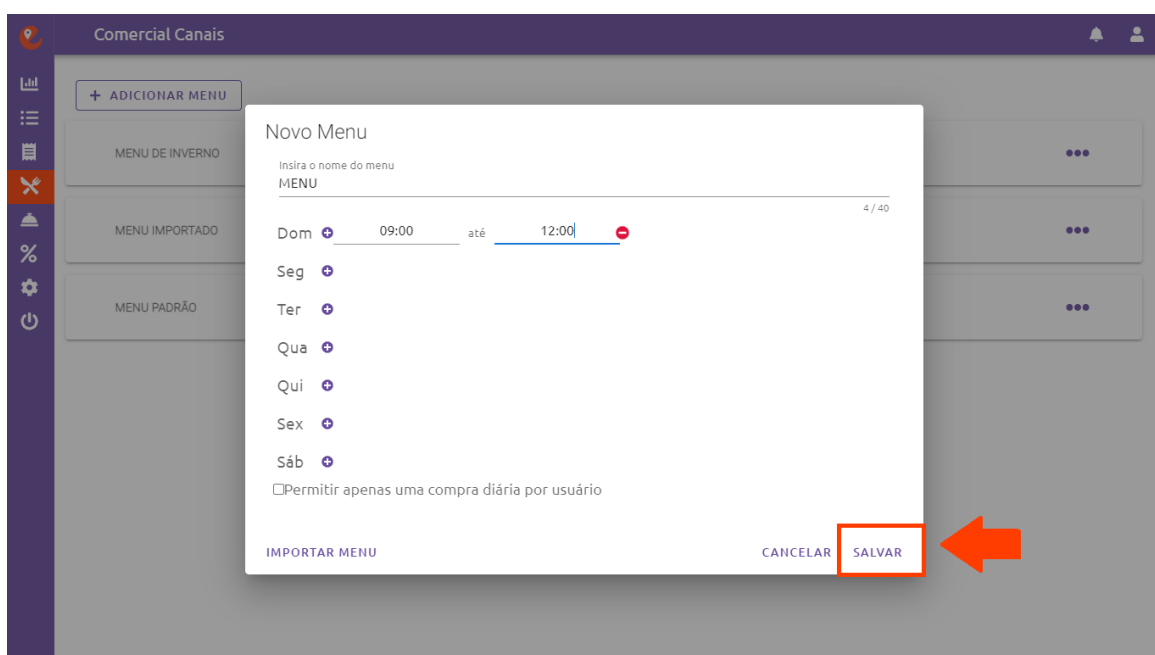 Comercial Canais
+ ADICIONAR MENU
MENU DE INVERNO
MENU IMPORTADO
MENU PADRÃO
Novo Menu
Insira o nome do menu
MENU
4 / 40
Dom 09:00 até 12:00
Seg
Ter
Qua
Qui
Sex
Sáb
Permitir apenas uma compra diária por usuário
IMPORTAR MENU CANCELAR SALVAR